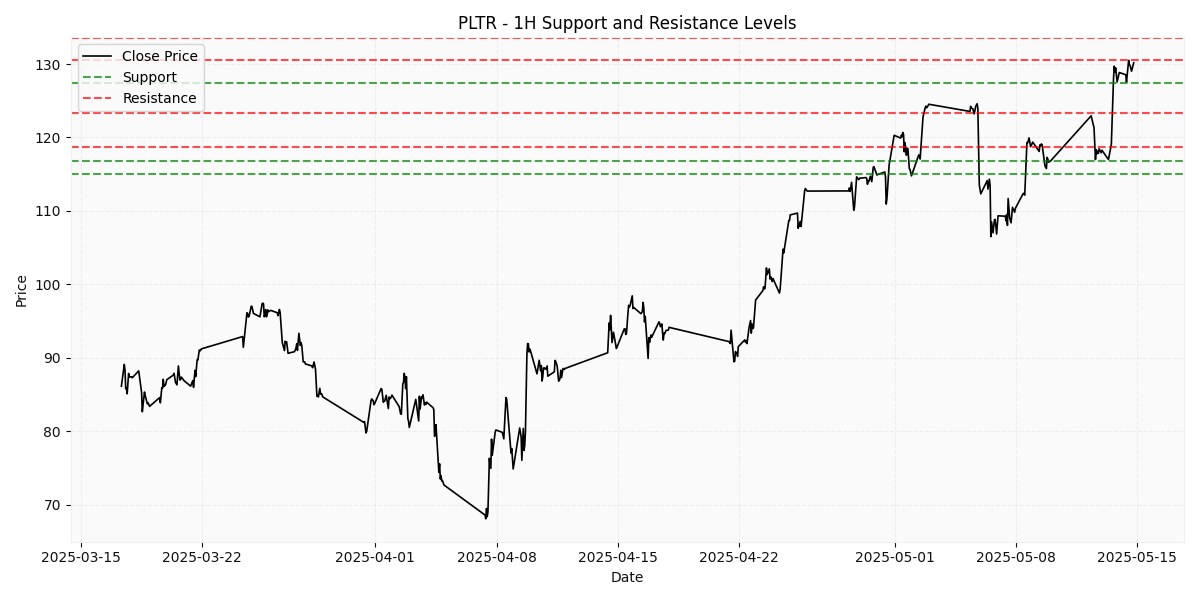 PLTR - 1H Support and Resistance Levels
Close Price
Support
Resistance
Price
130
120
110
100
90
80
70
2025-03-15 2025-03-22 2025-04-01 2025-04-08 2025-04-15 2025-04-22 2025-05-01 2025-05-08 2025-05-15
Date